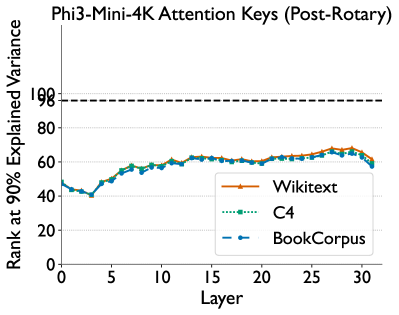 Phi3-Mini-4K Attention Keys (Post-Rotary)
Rank at 90% Explained Variance
100
96
80
60
40
20
0
0 5 10 15 20 25 30
Layer
Wikitext
C4
BookCorpus